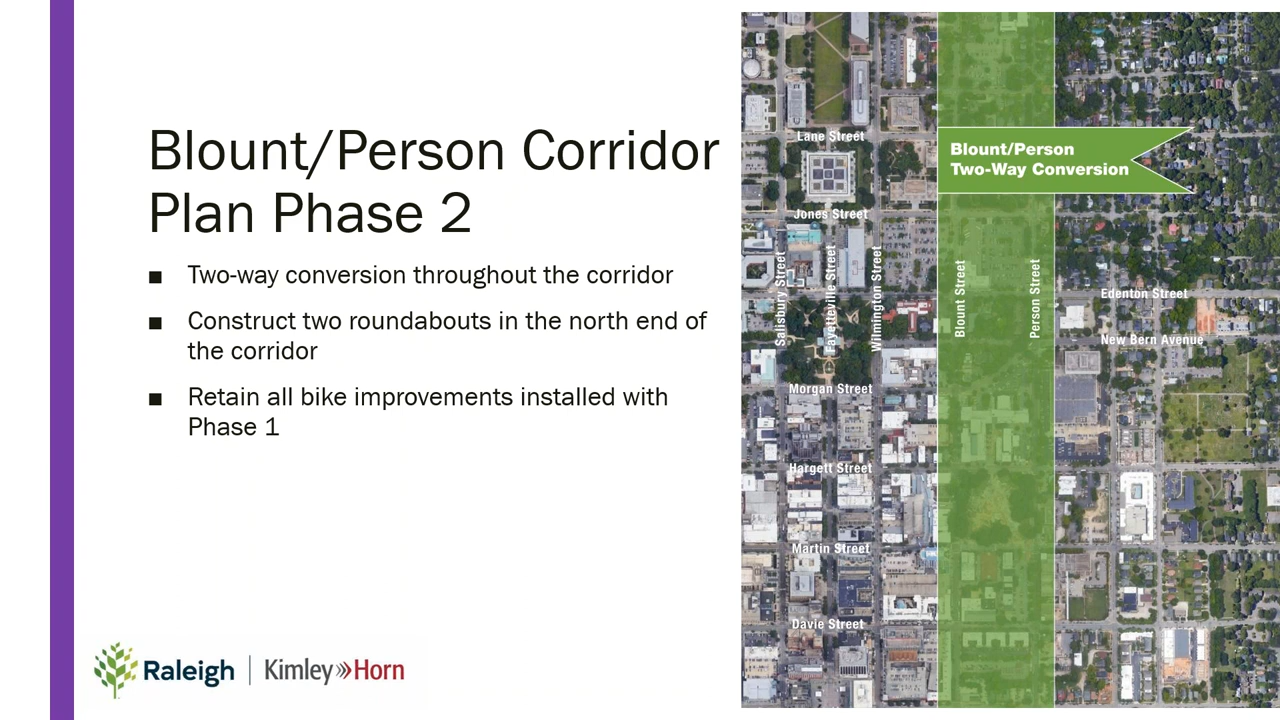 Blount/Person Corridor
Plan Phase 2
■ Two-way conversion throughout the corridor
■ Construct two roundabouts in the north end of
the corridor
■ Retain all bike improvements installed with
Phase 1
Raleigh | Kimley»Horn
Lane Street
Blount/Person
Two-Way Conversion
Jones Street
Salisbury Street
Fayetteville Street
Wilmington Street
Blount Street
Person Street
Edenton Street
New Bern Avenue
Morgan Street
Hargett Street
Martin Street
Davie Street